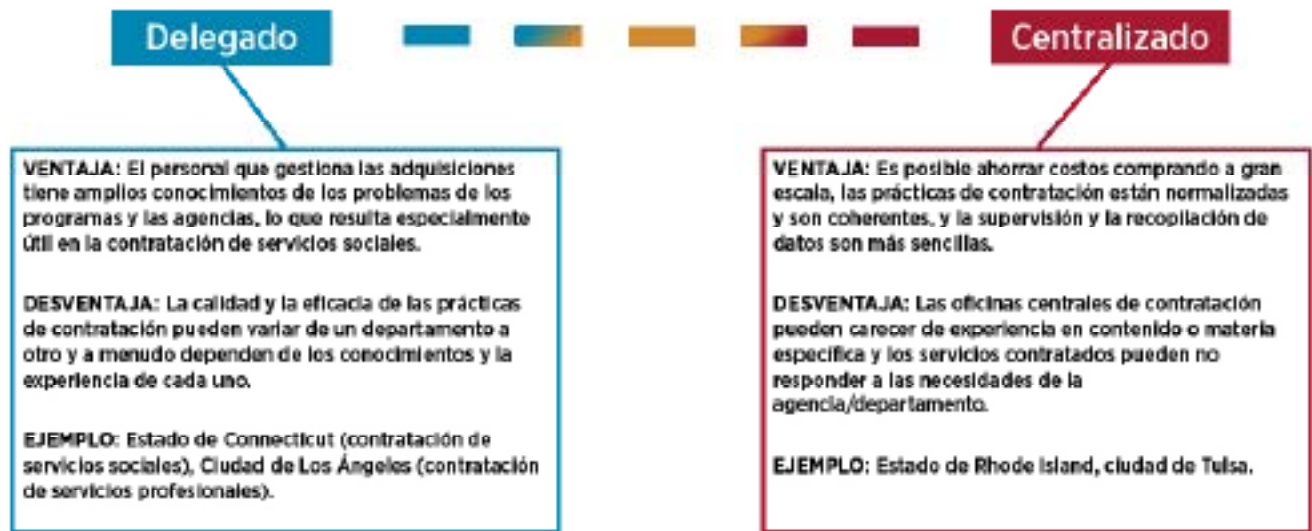 Delegado
Centralizado
VENTAJA: El personal que gestiona las adquisiciones
tiene amplios conocimientos de los problemas de los
programas y las agencias, lo que resulta especialmente
útil en la contratación de servicios sociales.
DESVENTAJA: La calidad y la eficacia de las prácticas
de contratación pueden variar de un departamento a
otro y a menudo dependen de los conocimientos y la
experiencia de cada uno.
EJEMPLO: Estado de Connecticut (contratación de
servicios sociales), Ciudad de Los Ángeles (contratación
de servicios profesionales).
VENTAJA: Es posible ahorrar costos comprando a gran
escala, las prácticas de contratación están normalizadas
y son coherentes, y la supervisión y la recopilación de
datos son más sencillas.
DESVENTAJA: Las oficinas centrales de contratación
pueden carecer de experiencia en contenido o materia
específica y los servicios contratados pueden no
responder a las necesidades de la
agencia/departamento.
EJEMPLO: Estado de Rhode Island, ciudad de Tulsa.